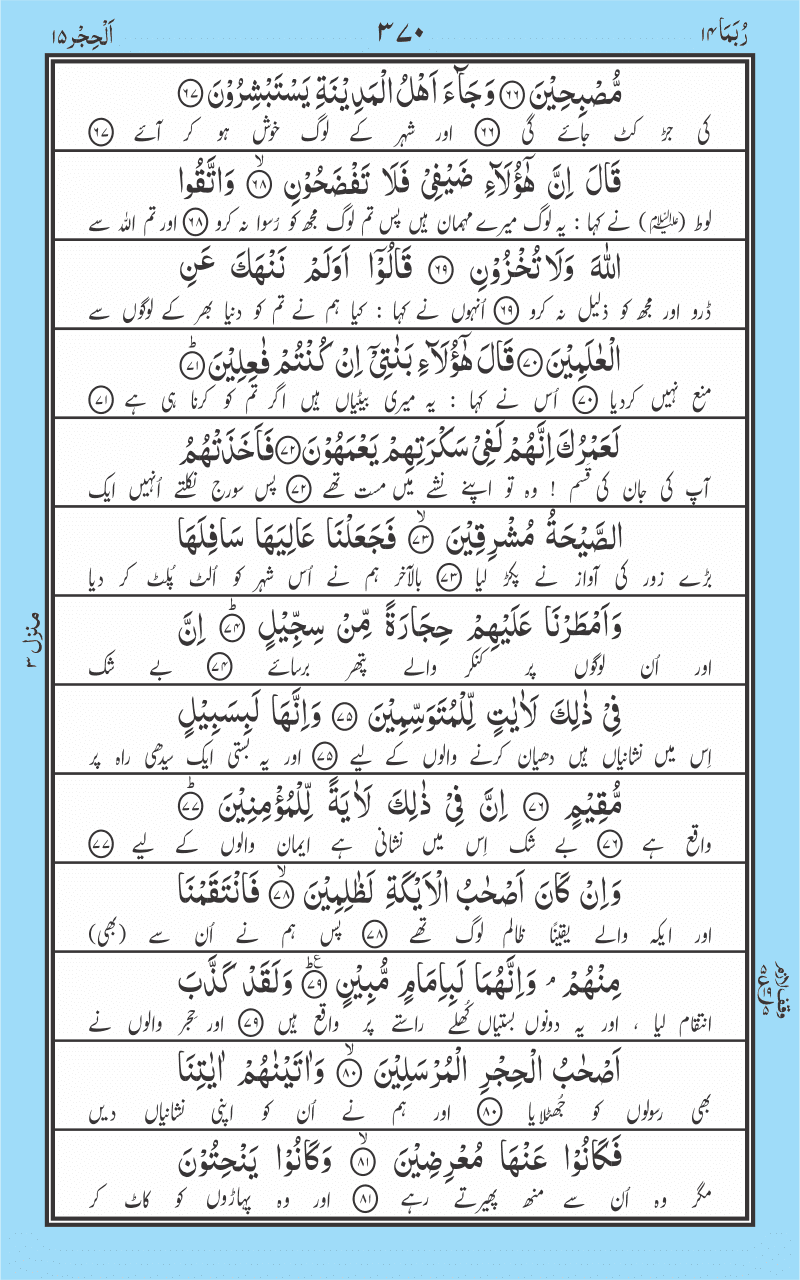 رُبَمَا ۱۴
۳۷۰
اَلْحِجْر ۱۵
مُّصْبِحِيْنَ ﴿۶۶﴾ وَ جَآءَ اَهْلُ الْمَدِيْنَةِ يَسْتَبْشِرُوْنَ ﴿۶۷﴾
کی جڑ کٹ جائے گی ﴿۶۶﴾ اور شہر کے لوگ خوش ہو کر آئے ﴿۶۷﴾
قَالَ اِنَّ هٰٓؤُلَآءِ ضَيْفِيْ فَلَا تَفْضَحُوْنِ ﴿۶۸﴾ۙ وَاتَّقُوا
لوط (علیہ السلام) نے کہا : یہ لوگ میرے مہمان ہیں پس تم لوگ مجھ کو رُسوا نہ کرو ﴿۶۸﴾ اور تم اللہ سے
اللّٰهَ وَلَا تُخْزُوْنِ ﴿۶۹﴾ قَالُوْٓا اَوَلَمْ نَنْهَكَ عَنِ
ڈرو اور مجھ کو ذلیل نہ کرو ﴿۶۹﴾ اُنہوں نے کہا : کیا ہم نے تم کو دنیا بھر کے لوگوں سے
الْعٰلَمِيْنَ ﴿۷۰﴾ قَالَ هٰٓؤُلَآءِ بَنٰتِيْٓ اِنْ كُنْتُمْ فٰعِلِيْنَ ﴿۷۱﴾ؕ
منع نہیں کردیا ﴿۷۰﴾ اُس نے کہا : یہ میری بیٹیاں ہیں اگر تم کو کرنا ہی ہے ﴿۷۱﴾
لَعَمْرُكَ اِنَّهُمْ لَفِيْ سَكْرَتِهِمْ يَعْمَهُوْنَ ﴿۷۲﴾ فَاَخَذَتْهُمُ
آپ کی جان کی قسم ! وہ تو اپنے نشے میں مست تھے ﴿۷۲﴾ پس سورج نکلتے اُنہیں ایک
الصَّيْحَةُ مُشْرِقِيْنَ ﴿۷۳﴾ۙ فَجَعَلْنَا عَالِيَهَا سَافِلَهَا
بڑے زور کی آواز نے پکڑ لیا ﴿۷۳﴾ بالآخر ہم نے اُس شہر کو اُلٹ پُلٹ کر دیا
وَاَمْطَرْنَا عَلَيْهِمْ حِجَارَةً مِّنْ سِجِّيْلٍ ﴿۷۴﴾ؕ اِنَّ
اور اُن لوگوں پر کنکر والے پتھر برسائے ﴿۷۴﴾ بے شک
فِيْ ذٰلِكَ لَاٰيٰتٍ لِّلْمُتَوَسِّمِيْنَ ﴿۷۵﴾ وَاِنَّهَا لَبِسَبِيْلٍ
اِس میں نشانیاں ہیں دھیان کرنے والوں کے لیے ﴿۷۵﴾ اور یہ بستی ایک سیدھی راہ پر
مُّقِيْمٍ ﴿۷۶﴾ اِنَّ فِيْ ذٰلِكَ لَاٰيَةً لِّلْمُؤْمِنِيْنَ ﴿۷۷﴾ؕ
واقع ہے ﴿۷۶﴾ بے شک اِس میں نشانی ہے ایمان والوں کے لیے ﴿۷۷﴾
وَاِنْ كَانَ اَصْحٰبُ الْاَيْكَةِ لَظٰلِمِيْنَ ﴿۷۸﴾ۙ فَانْتَقَمْنَا
اور ایکہ والے یقینًا ظالم لوگ تھے ﴿۷۸﴾ پس ہم نے اُن سے (بھی)
مِنْهُمْ ۘ وَاِنَّهُمَا لَبِاِمَامٍ مُّبِيْنٍ ﴿۷۹﴾ؕع وَلَقَدْ كَذَّبَ
انتقام لیا ، اور یہ دونوں بستیاں کُھلے راستے پر واقع ہیں ﴿۷۹﴾ اور حجر والوں نے
اَصْحٰبُ الْحِجْرِ الْمُرْسَلِيْنَ ﴿۸۰﴾ۙ وَاٰتَيْنٰهُمْ اٰيٰتِنَا
بھی رسولوں کو جُھٹلایا ﴿۸۰﴾ اور ہم نے اُن کو اپنی نشانیاں دیں
فَكَانُوْا عَنْهَا مُعْرِضِيْنَ ﴿۸۱﴾ۙ وَكَانُوْا يَنْحِتُوْنَ
مگر وہ اُن سے منھ پھیرتے رہے ﴿۸۱﴾ اور وہ پہاڑوں کو کاٹ کر
منزل ۳
وقف لازم